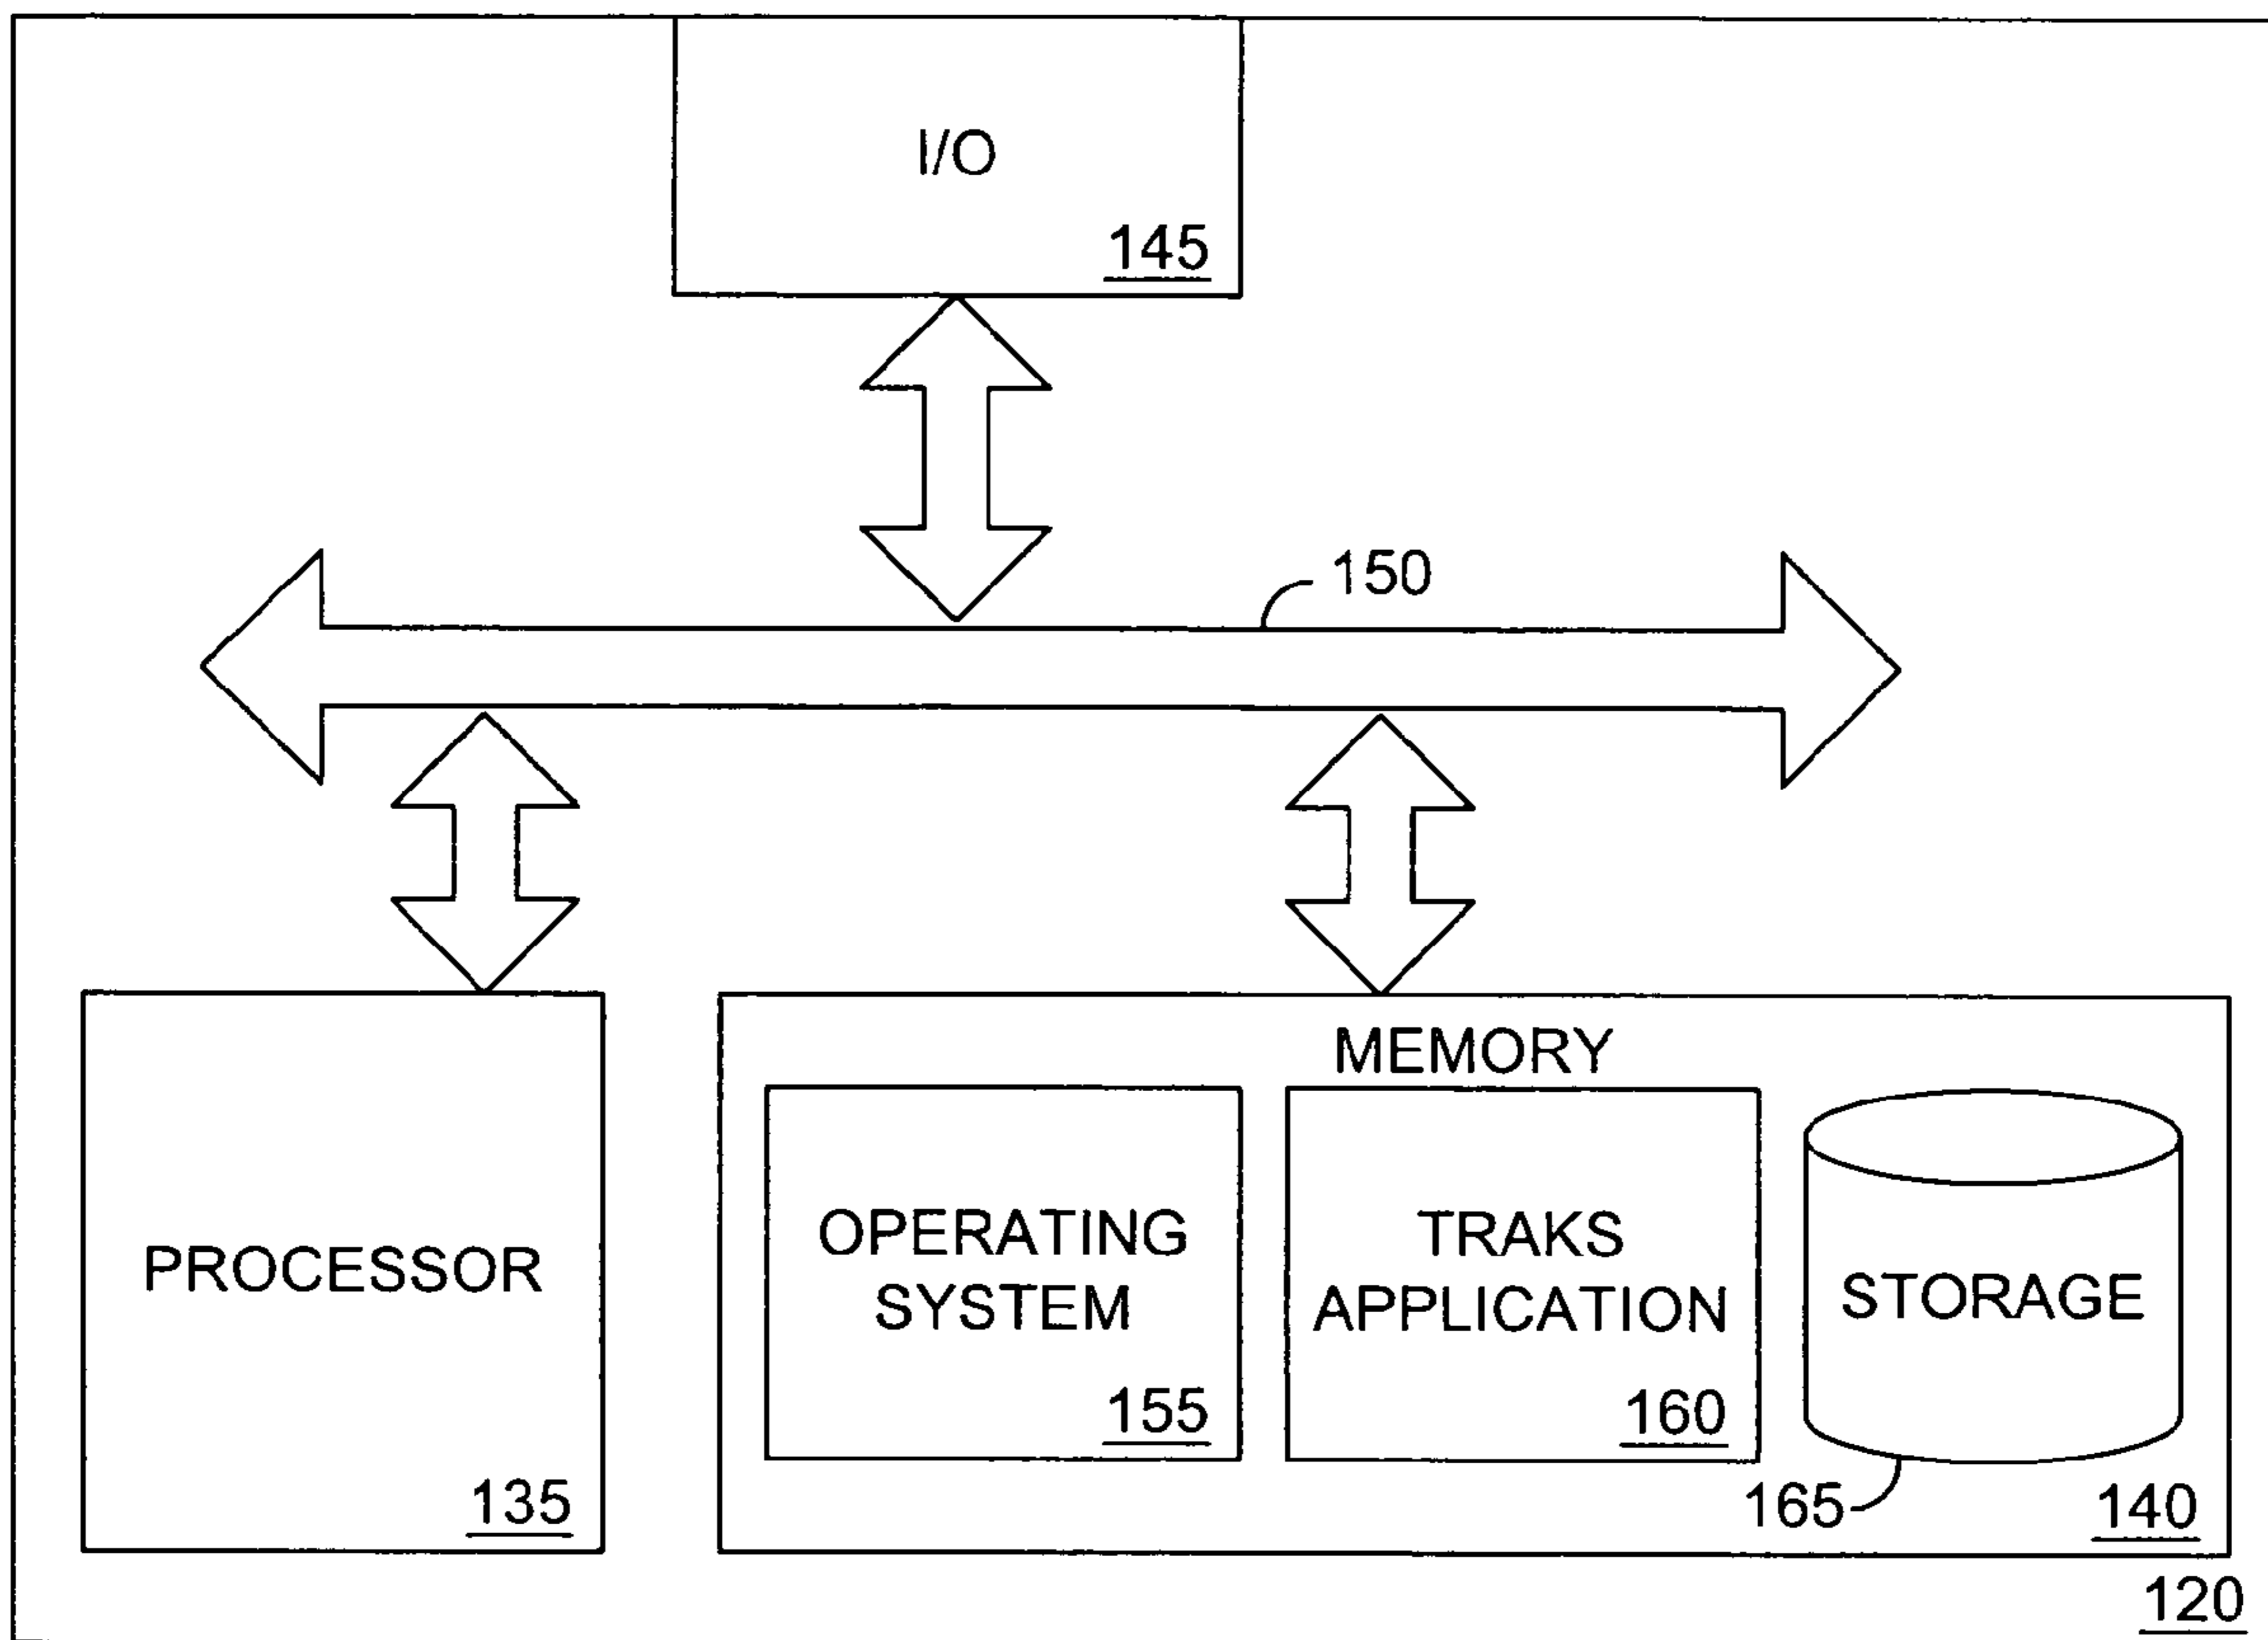 I/O
145
150
PROCESSOR
135
MEMORY
OPERATING
SYSTEM
155
TRAKS
APPLICATION
160
STORAGE
165
140
120